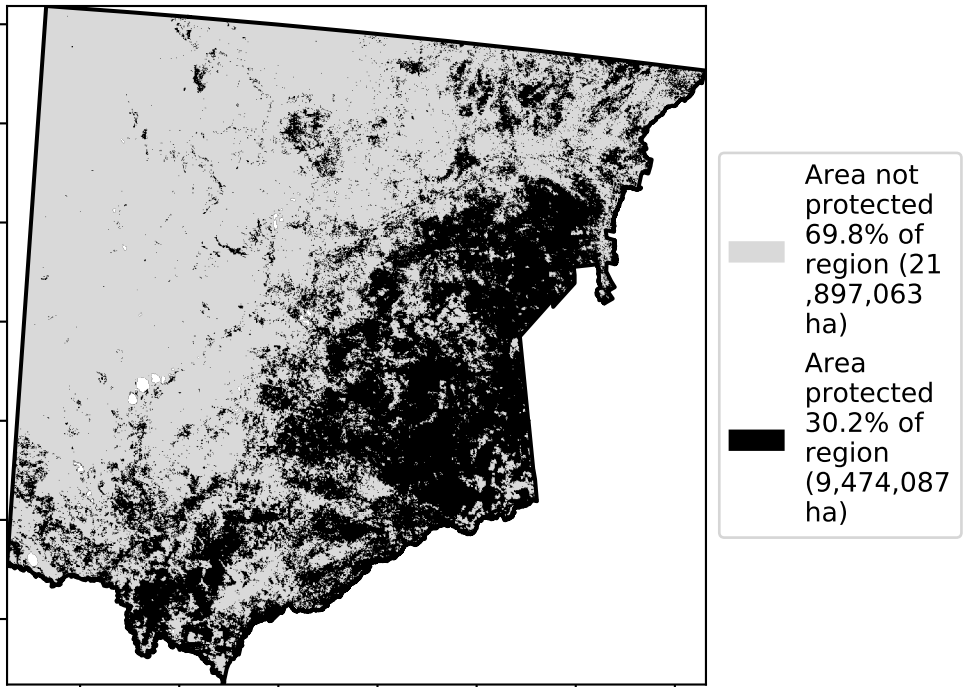 Area not
protected
69.8% of
region (21
,897,063
ha)
Area
protected
30.2% of
region
(9,474,087
ha)